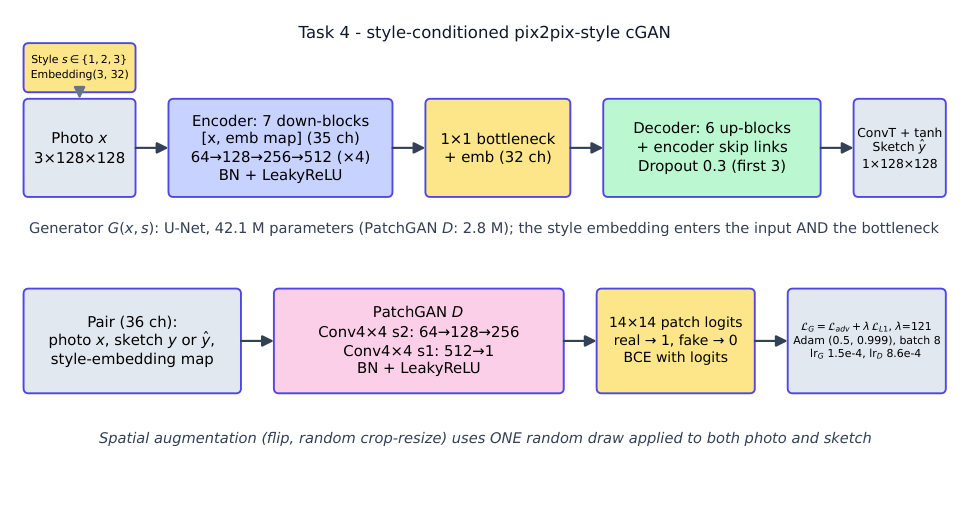 Task 4 - style-conditioned pix2pix-style cGAN
Style s ∈ {1, 2, 3}
Embedding(3, 32)
Photo x
3×128×128
Encoder: 7 down-blocks
[x, emb map] (35 ch)
64→128→256→512 (×4)
BN + LeakyReLU
1×1 bottleneck
+ emb (32 ch)
Decoder: 6 up-blocks
+ encoder skip links
Dropout 0.3 (first 3)
ConvT + tanh
Sketch ŷ
1×128×128
Generator G(x, s): U-Net, 42.1 M parameters (PatchGAN D: 2.8 M); the style embedding enters the input AND the bottleneck
Pair (36 ch):
photo x, sketch y or ŷ,
style-embedding map
PatchGAN D
Conv4×4 s2: 64→128→256
Conv4×4 s1: 512→1
BN + LeakyReLU
14×14 patch logits
real → 1, fake → 0
BCE with logits
ℒ_G = ℒ_adv + λ ℒ_L1, λ=121
Adam (0.5, 0.999), batch 8
lr_G 1.5e-4, lr_D 8.6e-4
Spatial augmentation (flip, random crop-resize) uses ONE random draw applied to both photo and sketch